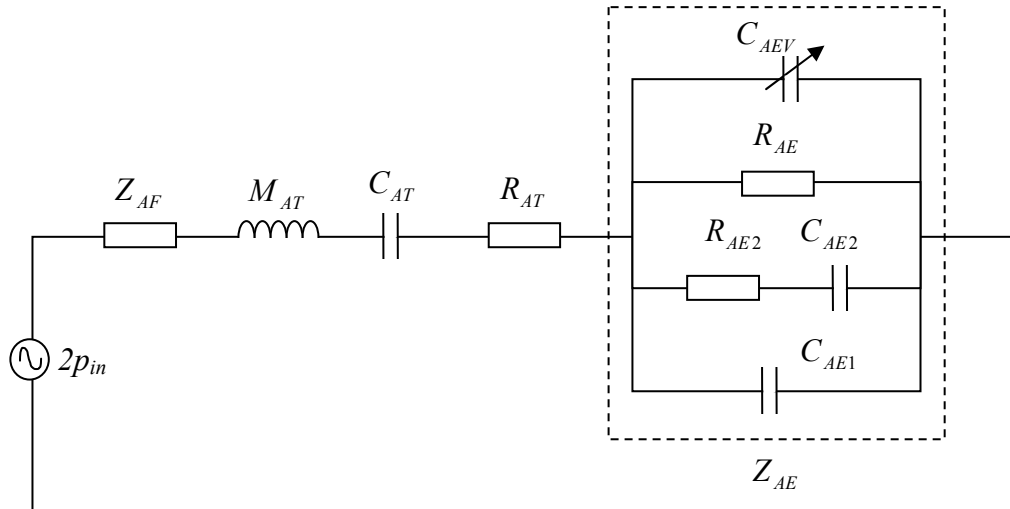 C_AEV
R_AE
Z_AF
M_AT
C_AT
R_AT
R_AE2
C_AE2
2p_in
C_AE1
Z_AE